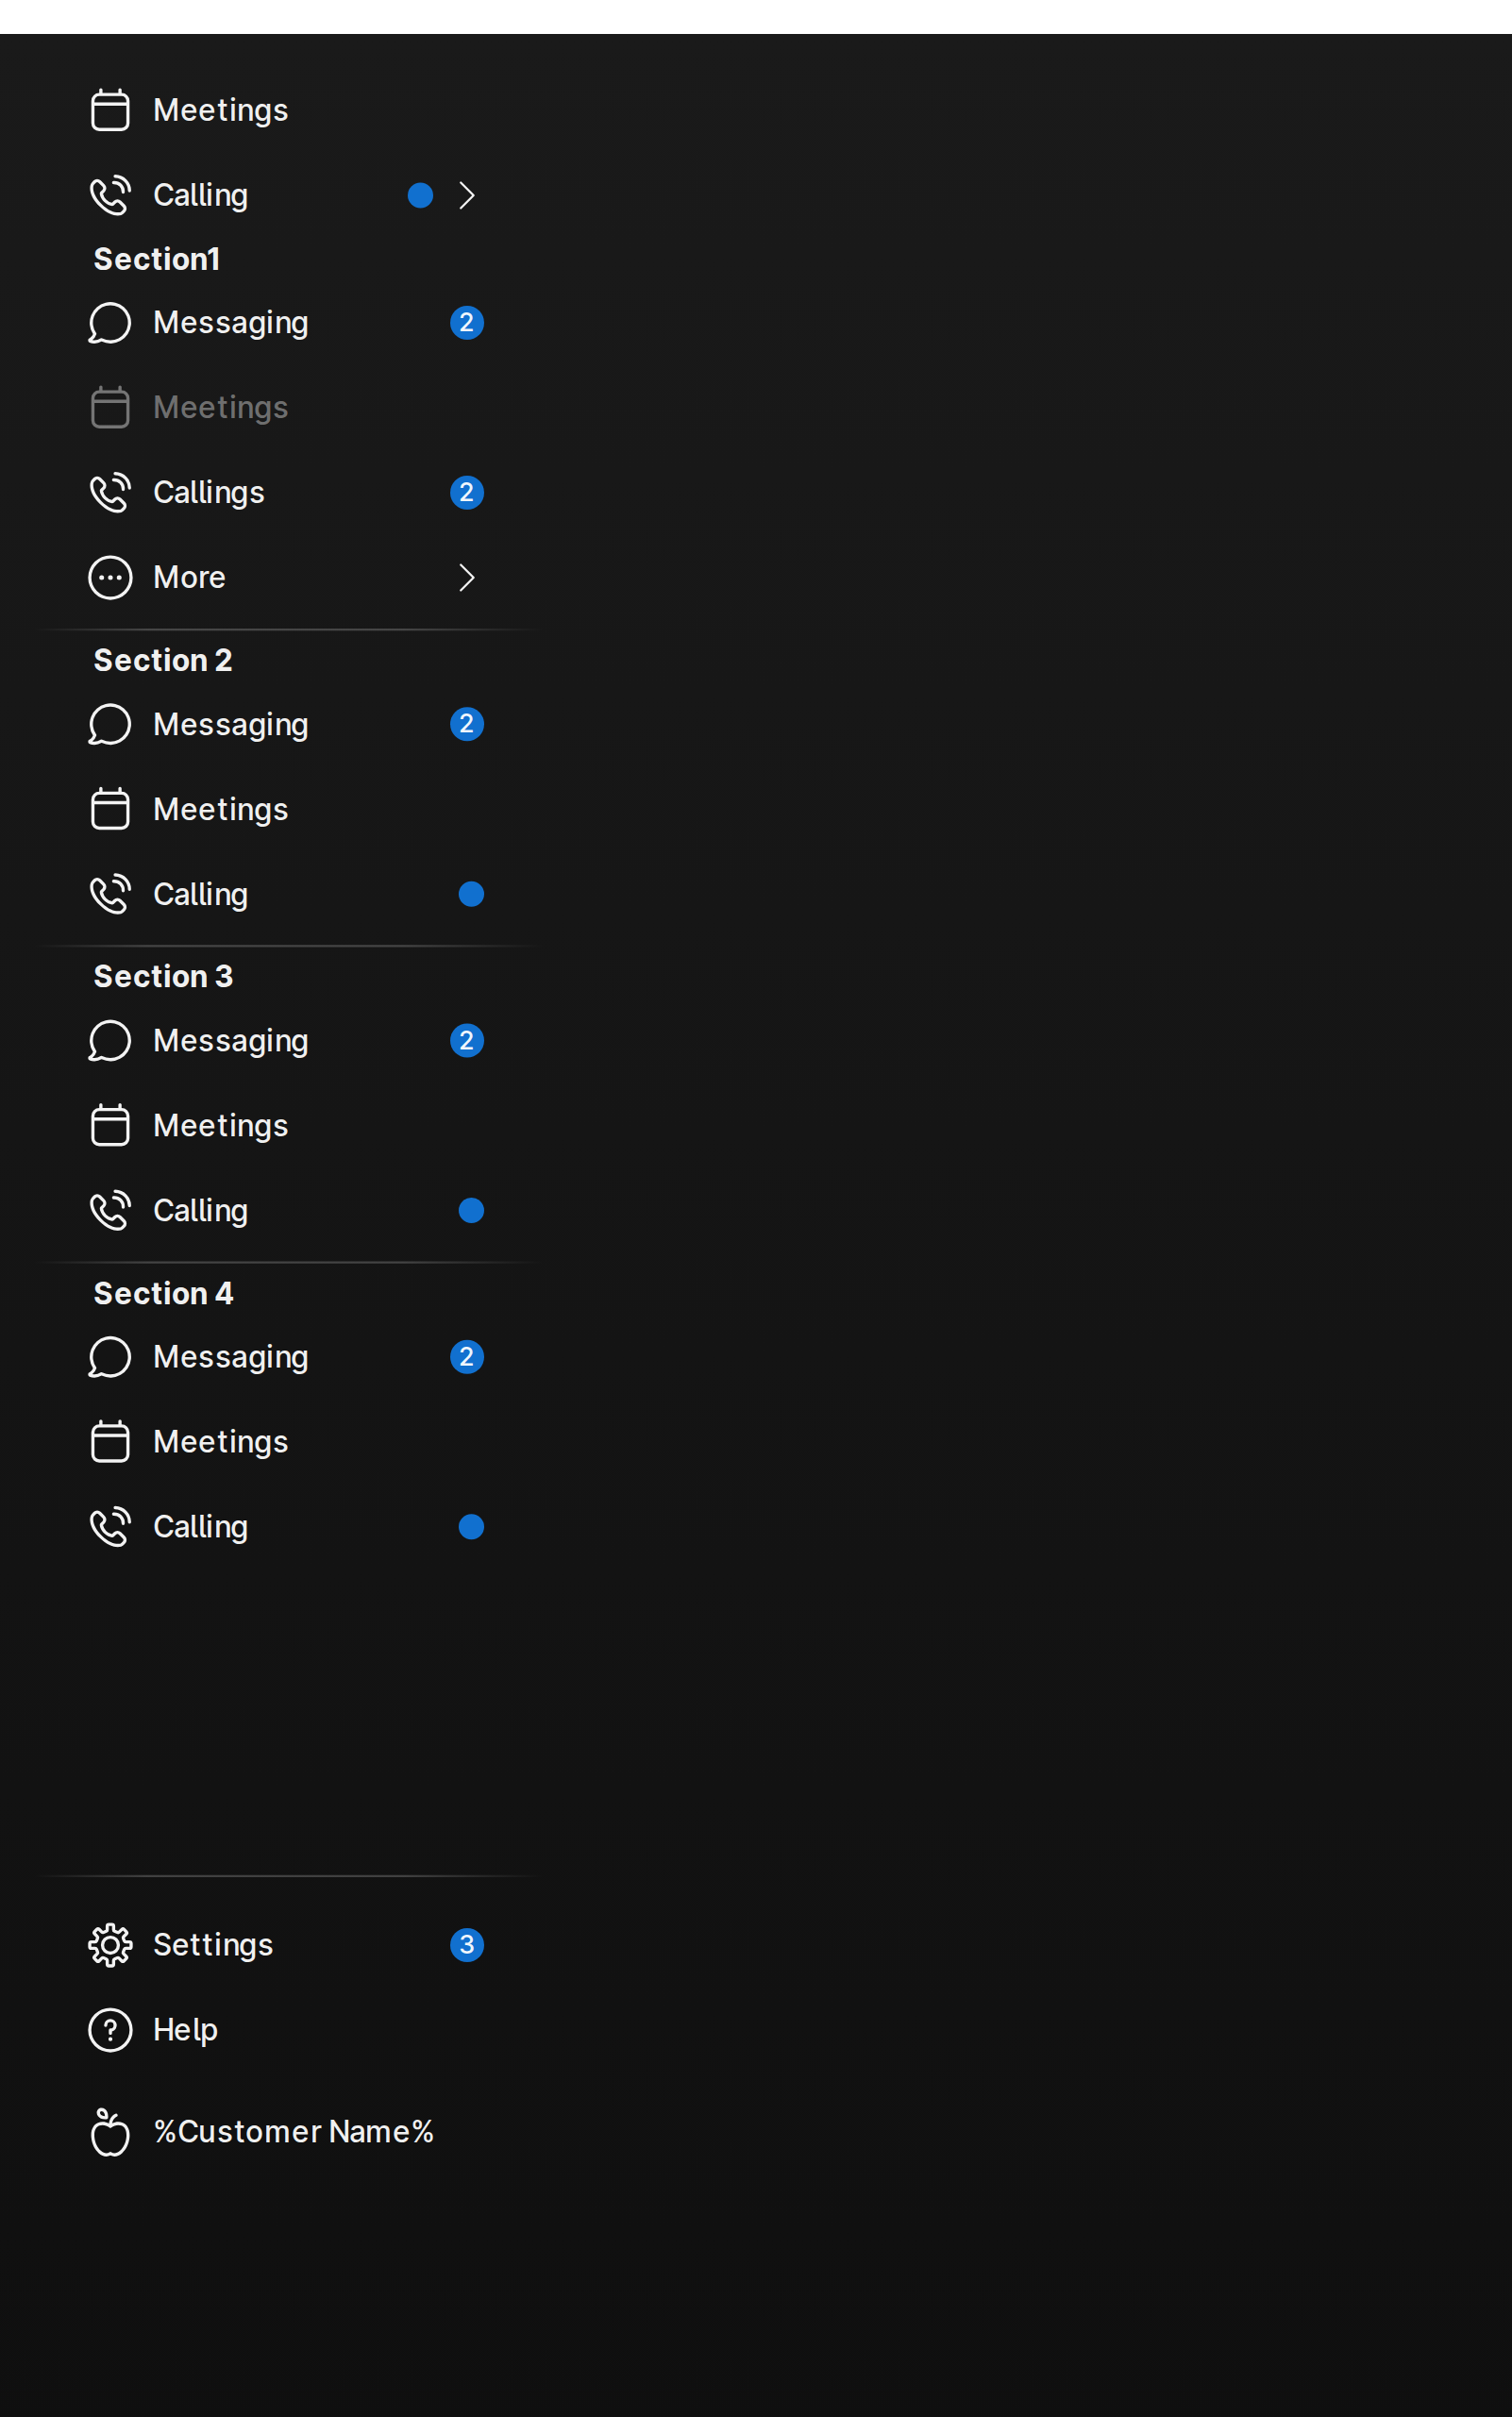 Meetings
Calling
Section1
Messaging 2
Meetings
Callings 2
More
Section 2
Messaging 2
Meetings
Calling
Section 3
Messaging 2
Meetings
Calling
Section 4
Messaging 2
Meetings
Calling
Settings 3
Help
%Customer Name%